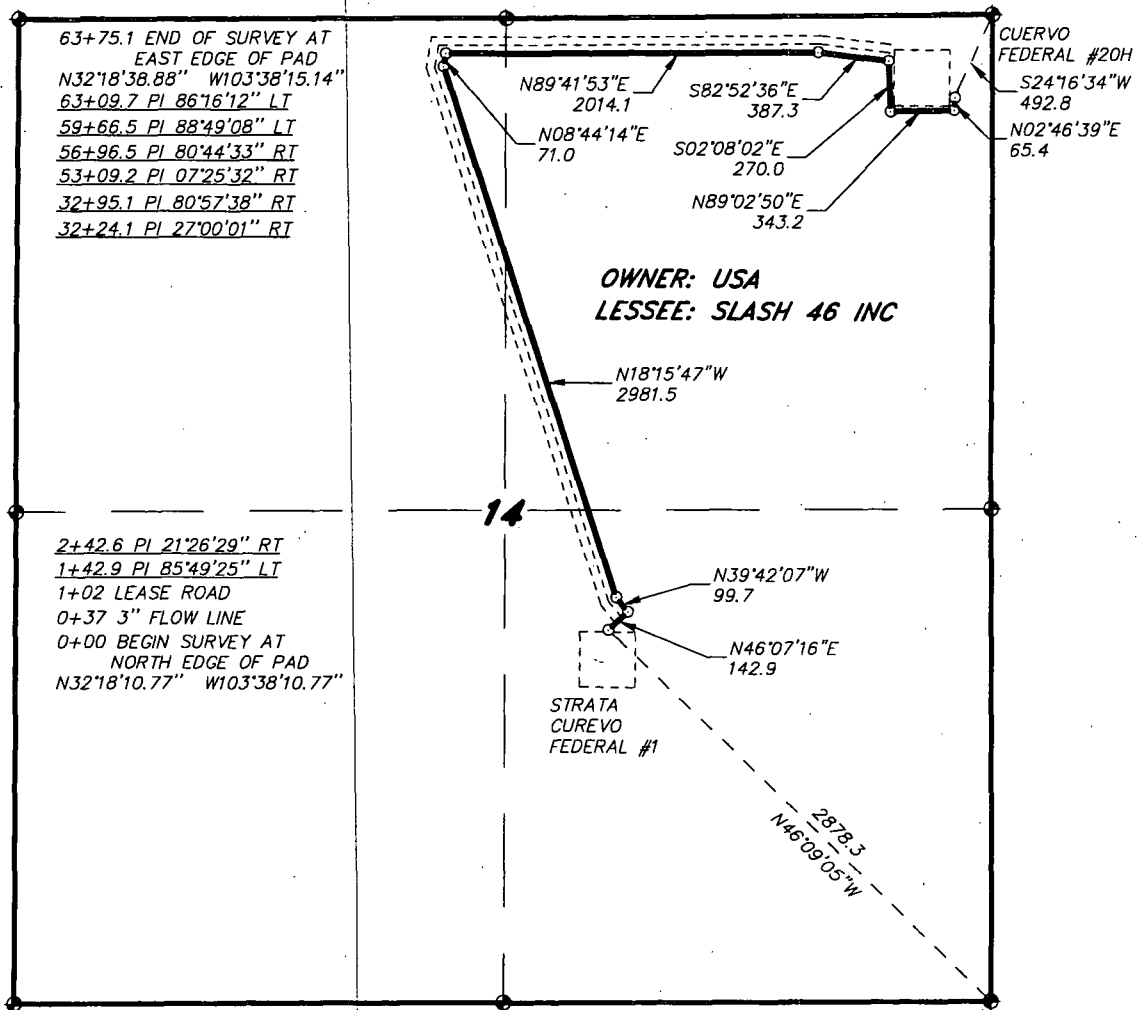 63+75.1 END OF SURVEY AT
EAST EDGE OF PAD
N32°18'38.88" W103°38'15.14"
63+09.7 PI 86°16'12" LT
59+66.5 PI 88°49'08" LT
56+96.5 PI 80°44'33" RT
53+09.2 PI 07°25'32" RT
32+95.1 PI 80°57'38" RT
32+24.1 PI 27°00'01" RT
N89°41'53"E
2014.1
S82°52'36"E
387.3
CUERVO
FEDERAL #20H
S24°16'34"W
492.8
N08°44'14"E
71.0
S02°08'02"E
270.0
N02°46'39"E
65.4
N89°02'50"E
343.2
OWNER: USA
LESSEE: SLASH 46 INC
N18°15'47"W
2981.5
14
2+42.6 PI 21°26'29" RT
1+42.9 PI 85°49'25" LT
1+02 LEASE ROAD
0+37 3" FLOW LINE
0+00 BEGIN SURVEY AT
NORTH EDGE OF PAD
N32°18'10.77" W103°38'10.77"
N39°42'07"W
99.7
N46°07'16"E
142.9
STRATA
CUREVO
FEDERAL #1
2878.3
N46°09'05"W